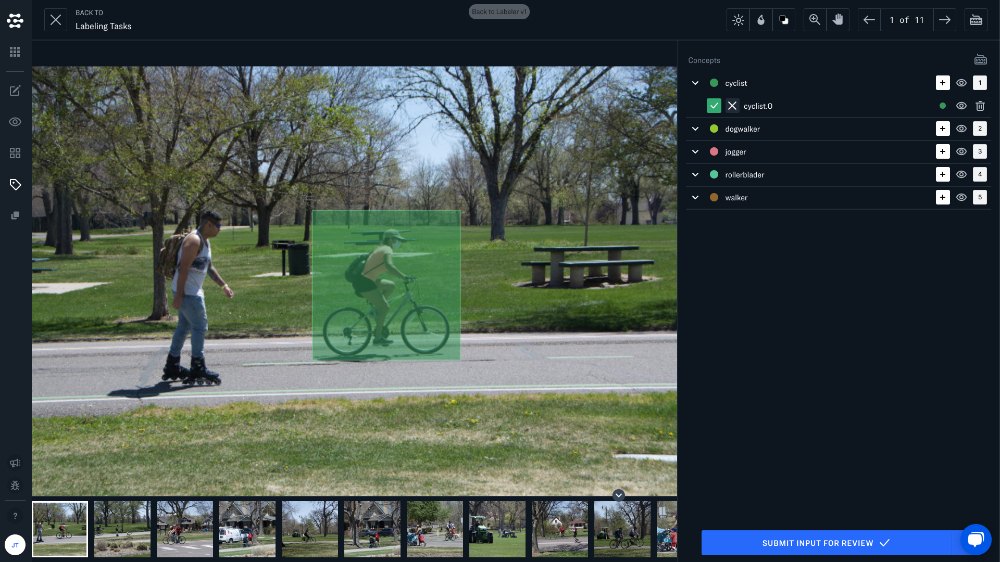 BACK TO
Labeling Tasks
Back to Labeler v1
1 of 11
Concepts
cyclist
1
cyclist.0
dogwalker
2
jogger
3
rollerblader
4
walker
5
?
JT
SUBMIT INPUT FOR REVIEW